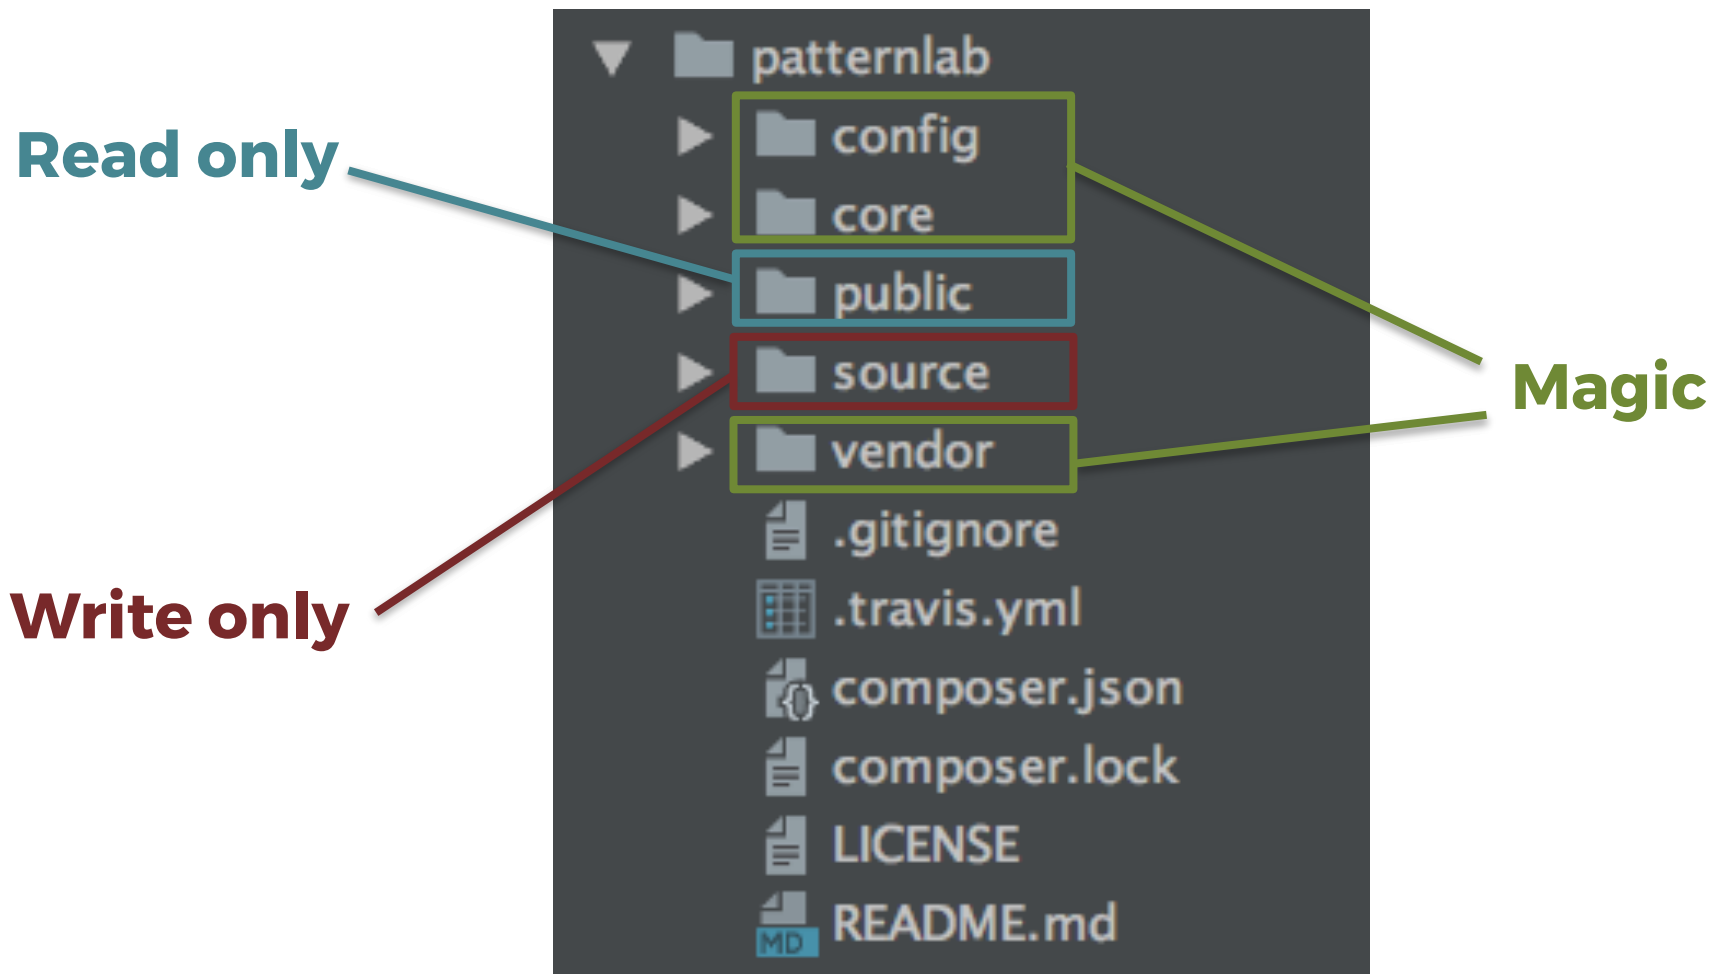 patternlab
config
core
public
source
vendor
.gitignore
.travis.yml
composer.json
composer.lock
LICENSE
README.md
MD
Read only
Write only
Magic